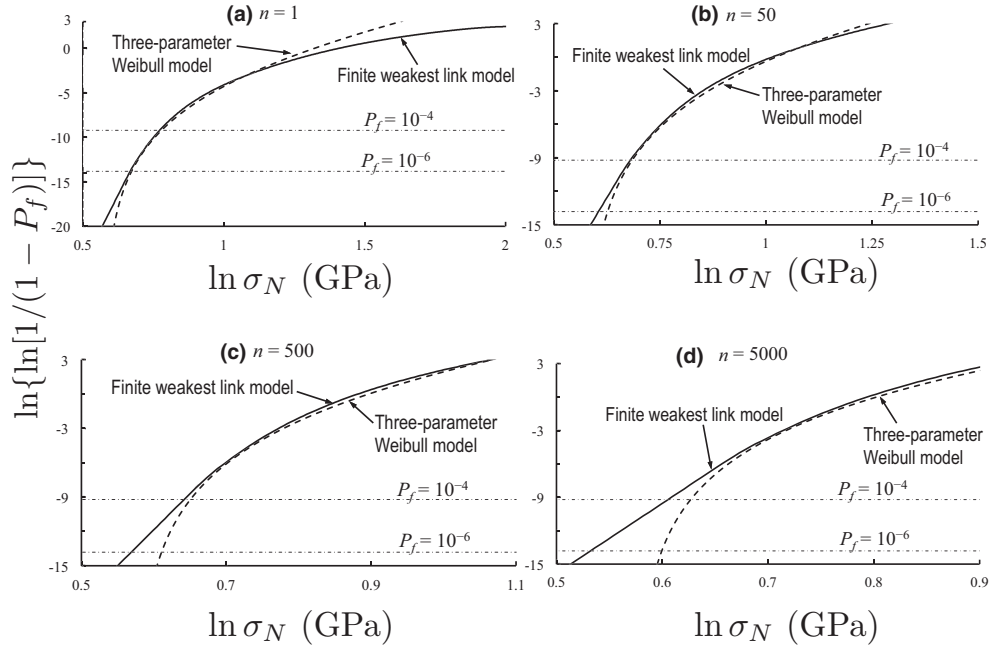 ln{ln[1/(1 − P_f)]}
(a) n = 1
3
0
-5
-10
-15
-20
Three-parameter
Weibull model
Finite weakest link model
P_f = 10⁻⁴
P_f = 10⁻⁶
0.5 1 1.5 2
ln σ_N (GPa)
(b) n = 50
3
-3
-9
-15
Finite weakest link model
Three-parameter
Weibull model
P_f = 10⁻⁴
P_f = 10⁻⁶
0.5 0.75 1 1.25 1.5
ln σ_N (GPa)
(c) n = 500
3
-3
-9
-15
Finite weakest link model
Three-parameter
Weibull model
P_f = 10⁻⁴
P_f = 10⁻⁶
0.5 0.7 0.9 1.1
ln σ_N (GPa)
(d) n = 5000
3
-3
-9
-15
Finite weakest link model
Three-parameter
Weibull model
P_f = 10⁻⁴
P_f = 10⁻⁶
0.5 0.6 0.7 0.8 0.9
ln σ_N (GPa)